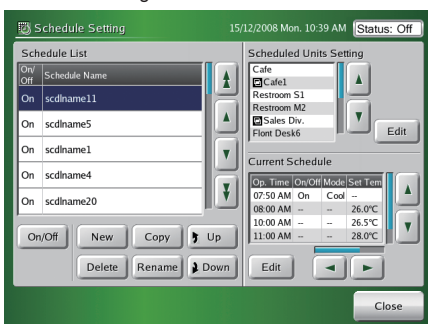 Schedule Setting 15/12/2008 Mon. 10:39 AM Status: Off
Schedule List
On/Off Schedule Name
On scdlname11
On scdlname5
On scdlname1
On scdlname4
On scdlname20
On/Off New Copy Up
Delete Rename Down
Scheduled Units Setting
Cafe
Cafe1
Restroom S1
Restroom M2
Sales Div.
Flont Desk6
Edit
Current Schedule
Op. Time On/Off Mode Set Tem
07:50 AM On Cool --
08:00 AM -- -- 26.0°C
10:00 AM -- -- 26.5°C
11:00 AM -- -- 28.0°C
Edit
Close